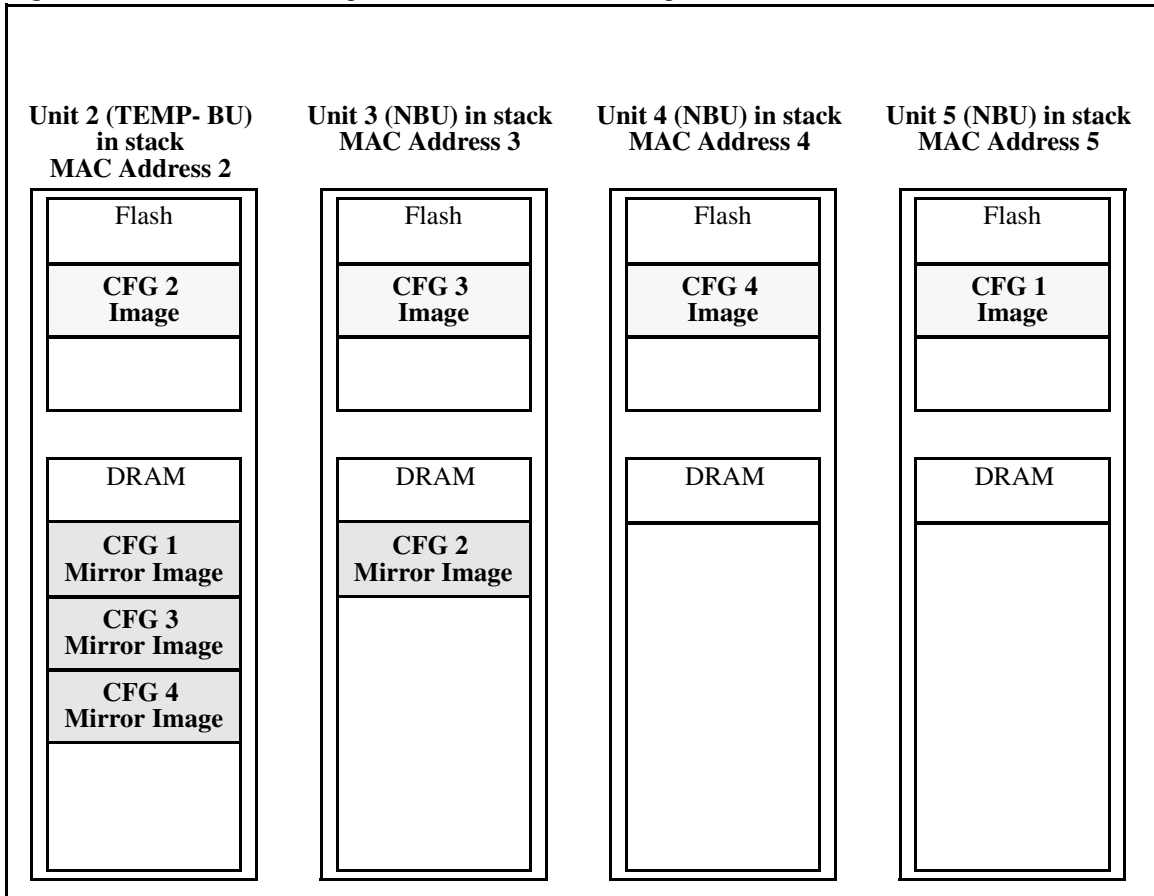 Unit 2 (TEMP- BU)
in stack
MAC Address 2
Unit 3 (NBU) in stack
MAC Address 3
Unit 4 (NBU) in stack
MAC Address 4
Unit 5 (NBU) in stack
MAC Address 5
Flash
CFG 2
Image
DRAM
CFG 1
Mirror Image
CFG 3
Mirror Image
CFG 4
Mirror Image
Flash
CFG 3
Image
DRAM
CFG 2
Mirror Image
Flash
CFG 4
Image
DRAM
Flash
CFG 1
Image
DRAM